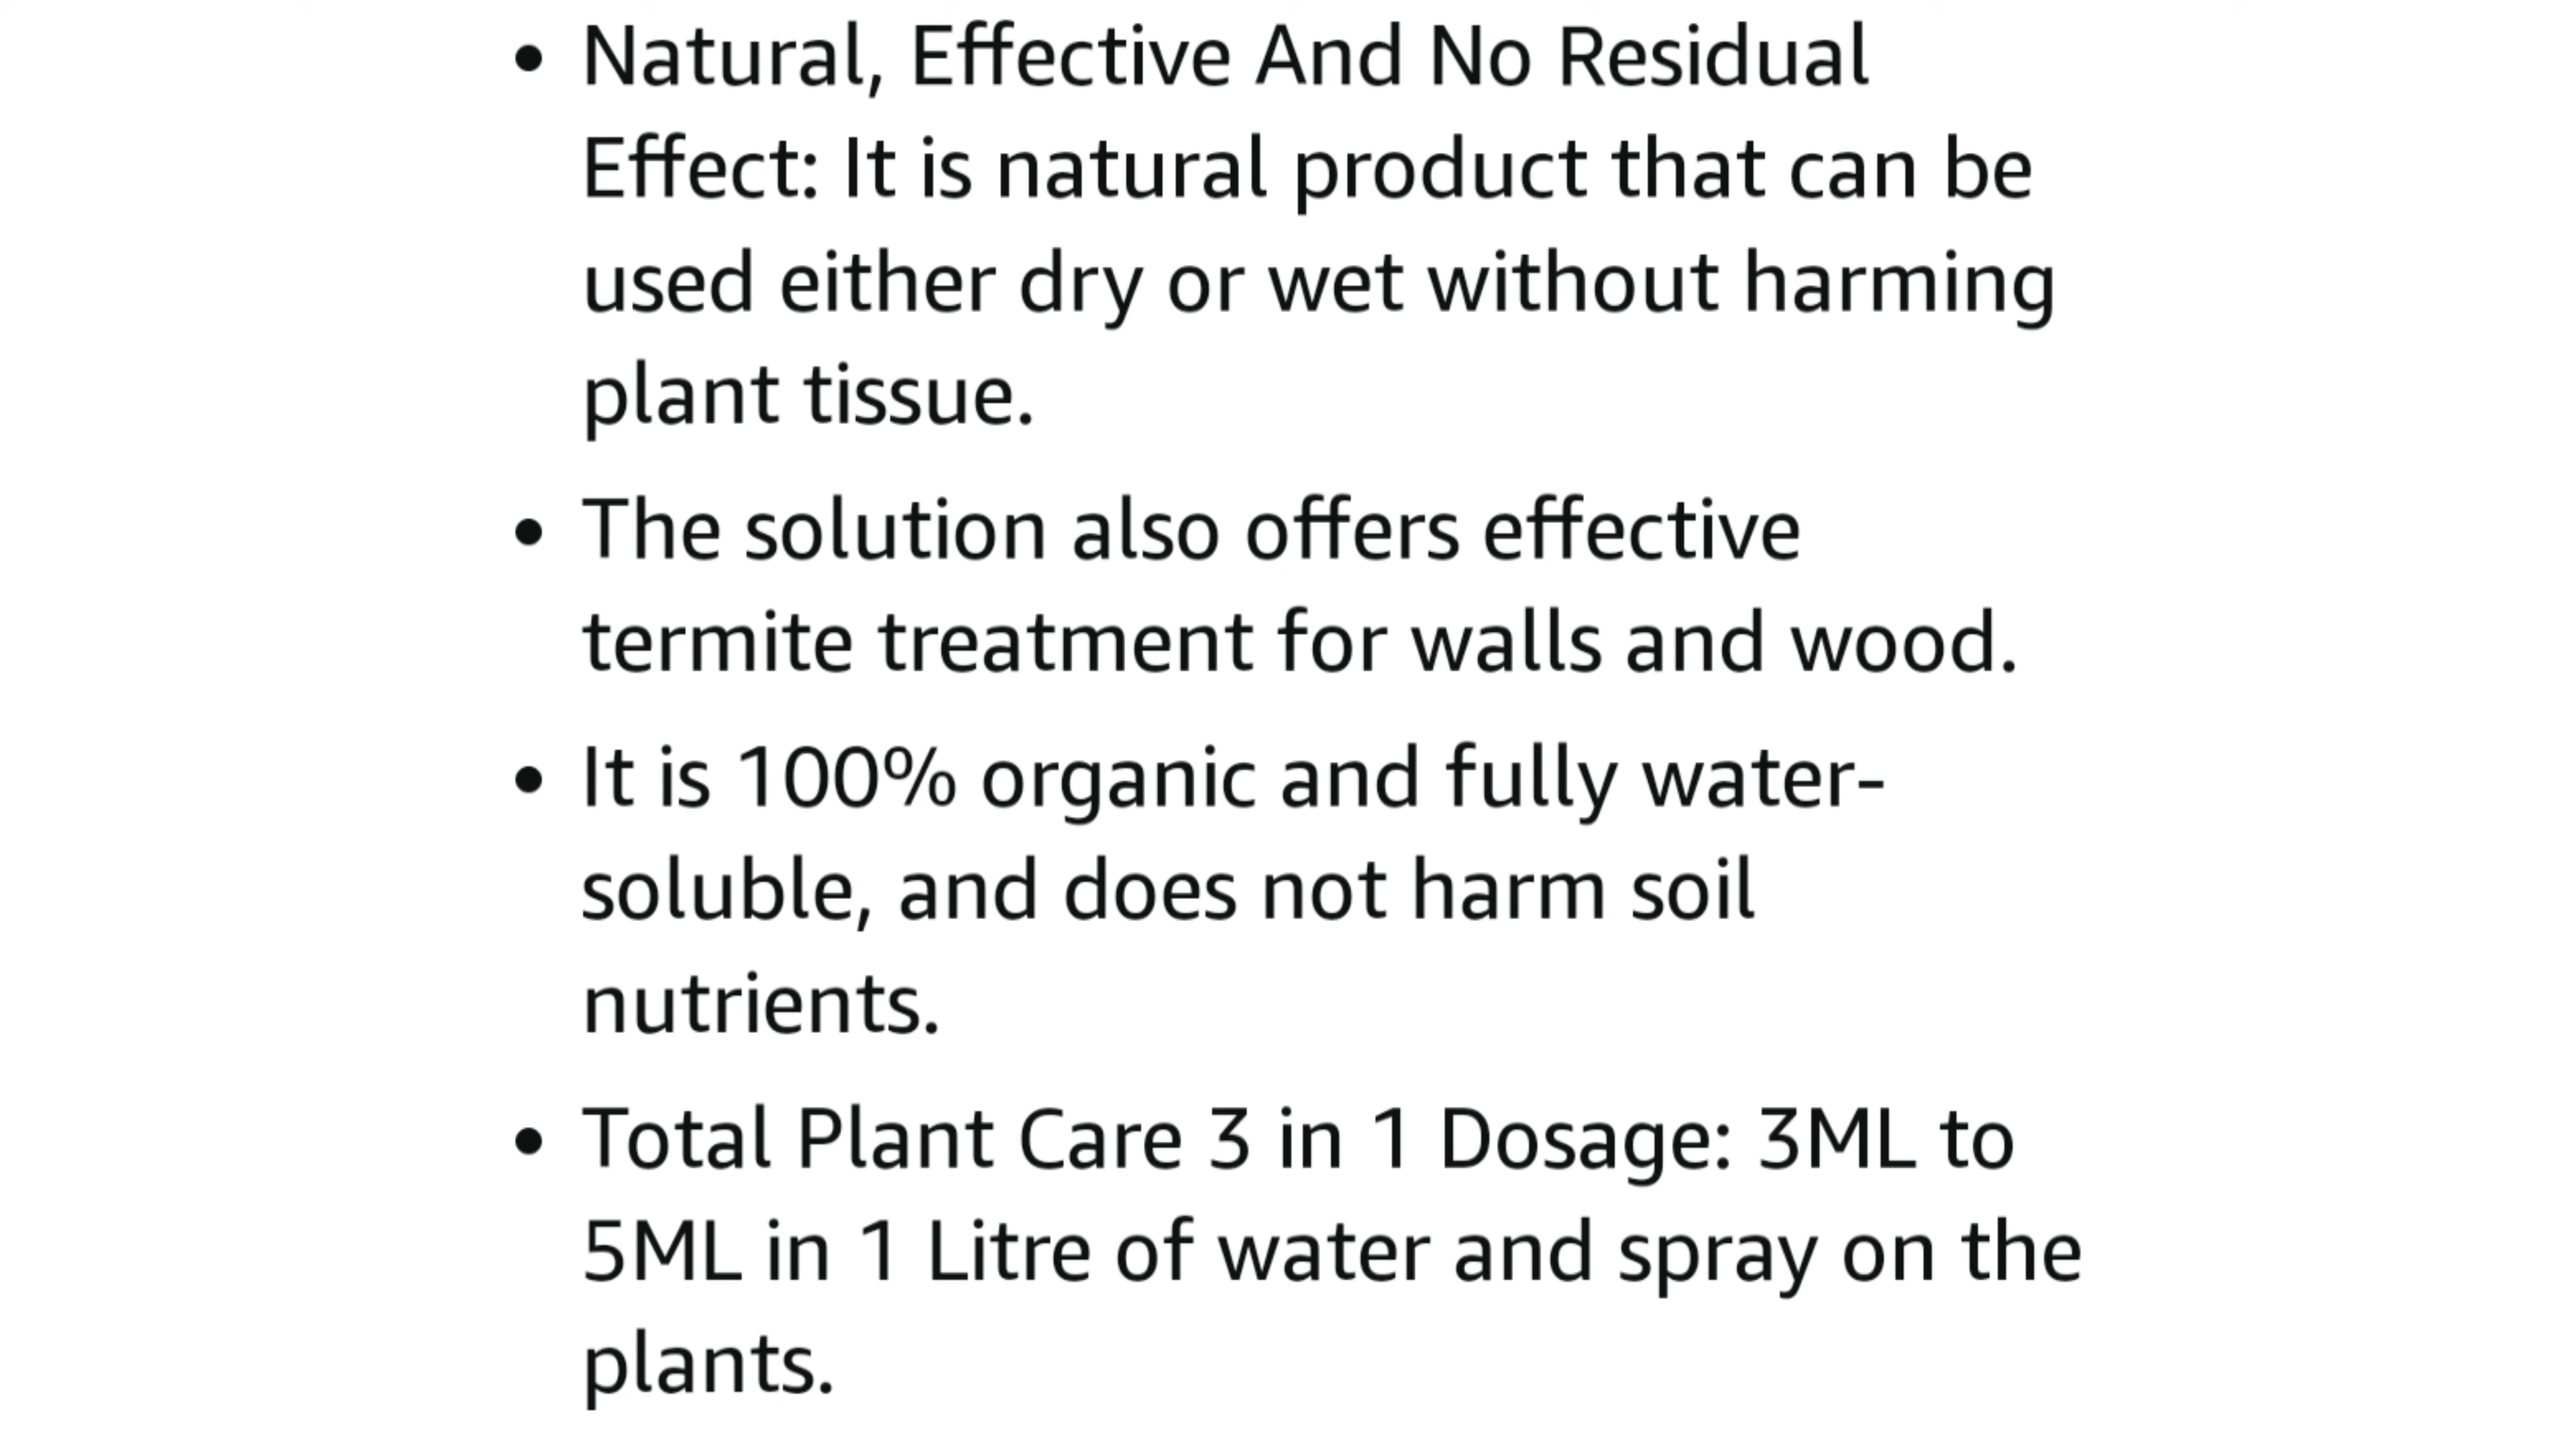 • Natural, Effective And No Residual
Effect: It is natural product that can be
used either dry or wet without harming
plant tissue.
• The solution also offers effective
termite treatment for walls and wood.
• It is 100% organic and fully water-
soluble, and does not harm soil
nutrients.
• Total Plant Care 3 in 1 Dosage: 3ML to
5ML in 1 Litre of water and spray on the
plants.